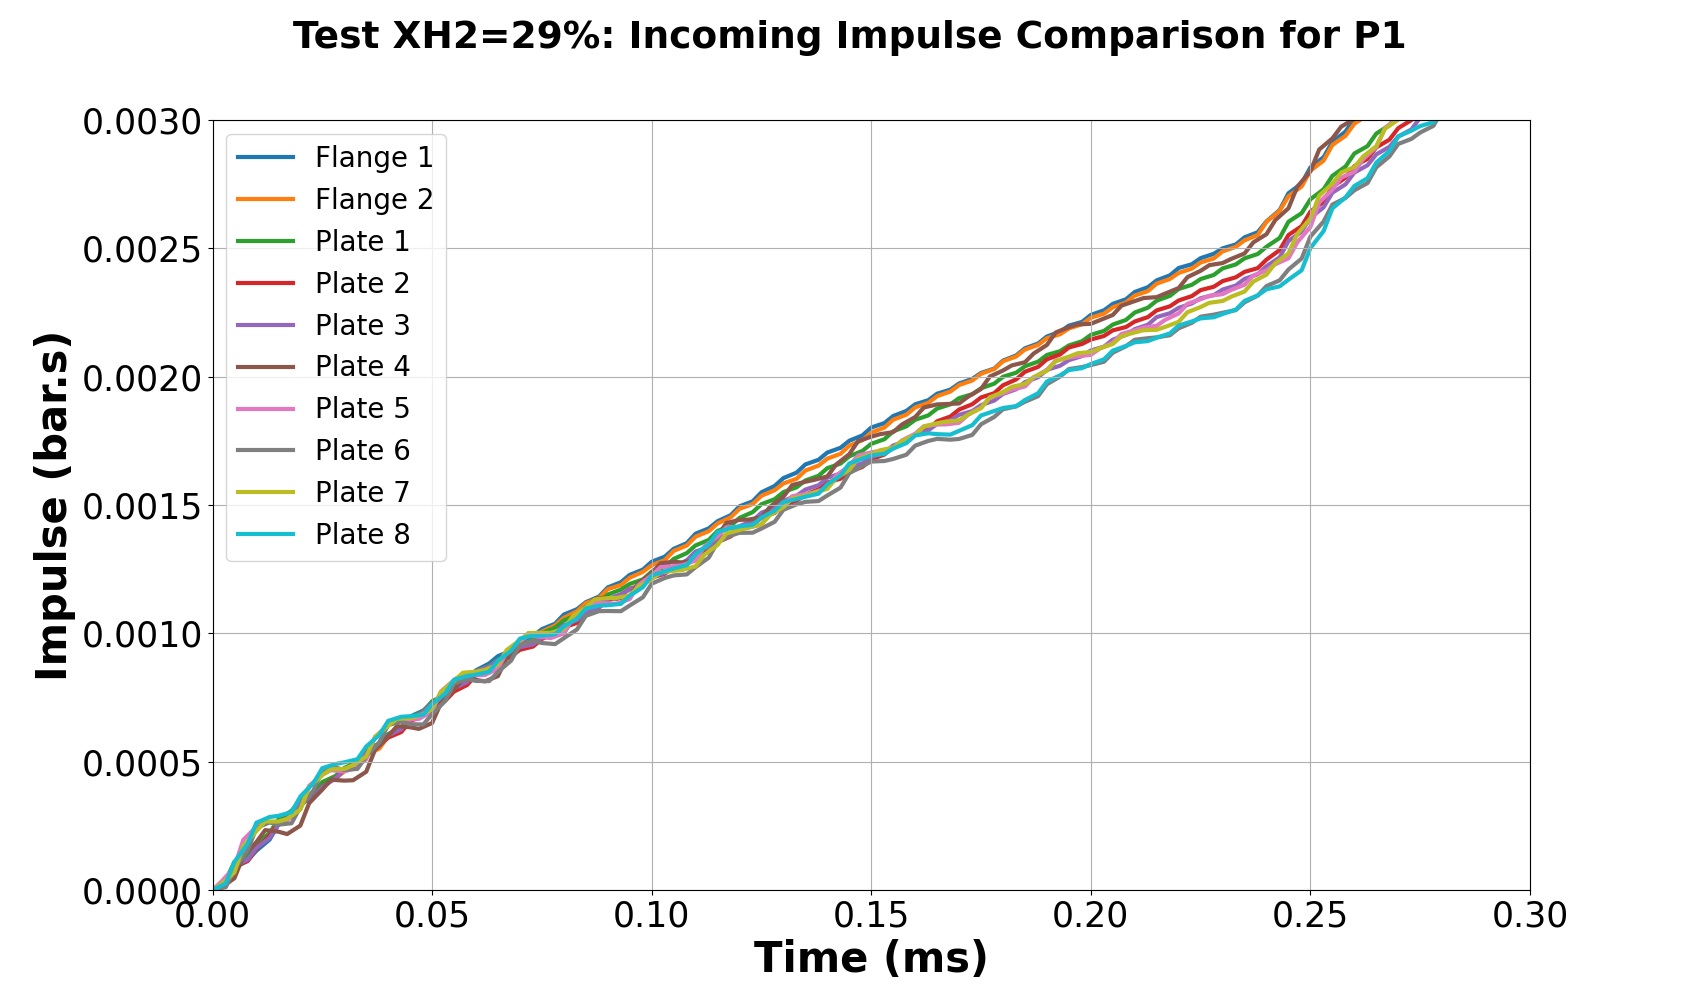 Test XH2=29%: Incoming Impulse Comparison for P1
Impulse (bar.s)
0.0030
0.0025
0.0020
0.0015
0.0010
0.0005
0.0000
Flange 1
Flange 2
Plate 1
Plate 2
Plate 3
Plate 4
Plate 5
Plate 6
Plate 7
Plate 8
0.00 0.05 0.10 0.15 0.20 0.25 0.30
Time (ms)